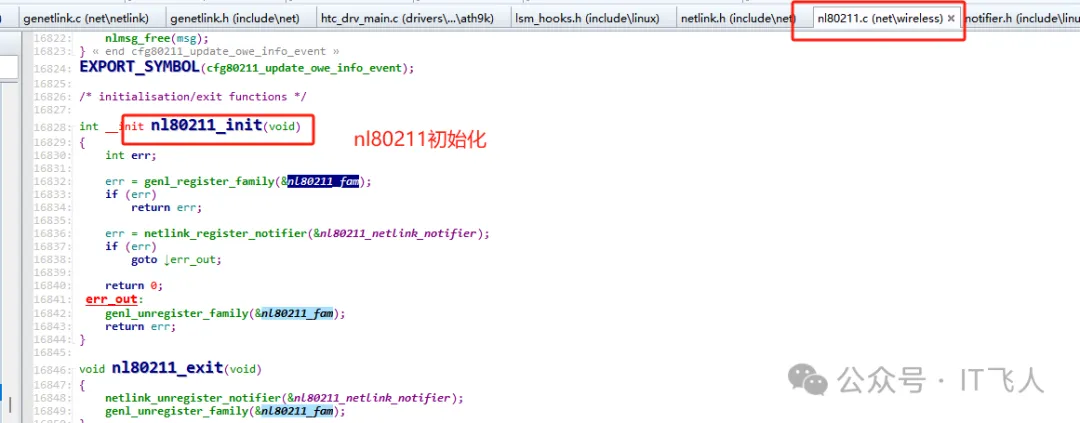 genetlink.c (net\netlink) genetlink.h (include\net) htc_drv_main.c (drivers\...\ath9k) lsm_hooks.h (include\linux) netlink.h (include\net) nl80211.c (net\wireless) × notifier.h (include\linu
16822: nlmsg_free(msg);
16823: } « end cfg80211_update_owe_info_event »
16824: EXPORT_SYMBOL(cfg80211_update_owe_info_event);
16825:
16826: /* initialisation/exit functions */
16827:
16828: int __init nl80211_init(void)
nl80211初始化
16829: {
16830: int err;
16831:
16832: err = genl_register_family(&nl80211_fam);
16833: if (err)
16834: return err;
16835:
16836: err = netlink_register_notifier(&nl80211_netlink_notifier);
16837: if (err)
16838: goto ↓err_out;
16839:
16840: return 0;
16841: err_out:
16842: genl_unregister_family(&nl80211_fam);
16843: return err;
16844: }
16845:
16846: void nl80211_exit(void)
16847: {
16848: netlink_unregister_notifier(&nl80211_netlink_notifier);
16849: genl_unregister_family(&nl80211_fam);
公众号 · IT飞人